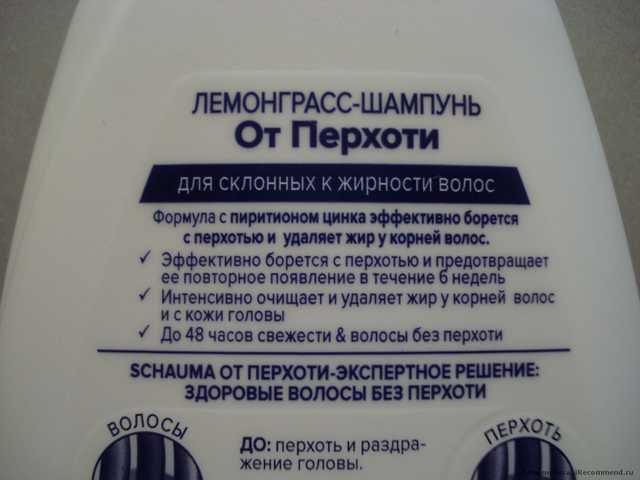 ЛЕМОНГРАСС-ШАМПУНЬ
От Перхоти
для склонных к жирности волос
Формула с пиритионом цинка эффективно борется
с перхотью и удаляет жир у корней волос.
✓ Эффективно борется с перхотью и предотвращает
ее повторное появление в течение 6 недель
✓ Интенсивно очищает и удаляет жир у корней волос
и с кожи головы
✓ До 48 часов свежести & волосы без перхоти
SCHAUMA ОТ ПЕРХОТИ-ЭКСПЕРТНОЕ РЕШЕНИЕ:
ЗДОРОВЫЕ ВОЛОСЫ БЕЗ ПЕРХОТИ
ВОЛОСЫ
ДО: перхоть и раздра-
жение головы.
ПЕРХОТЬ